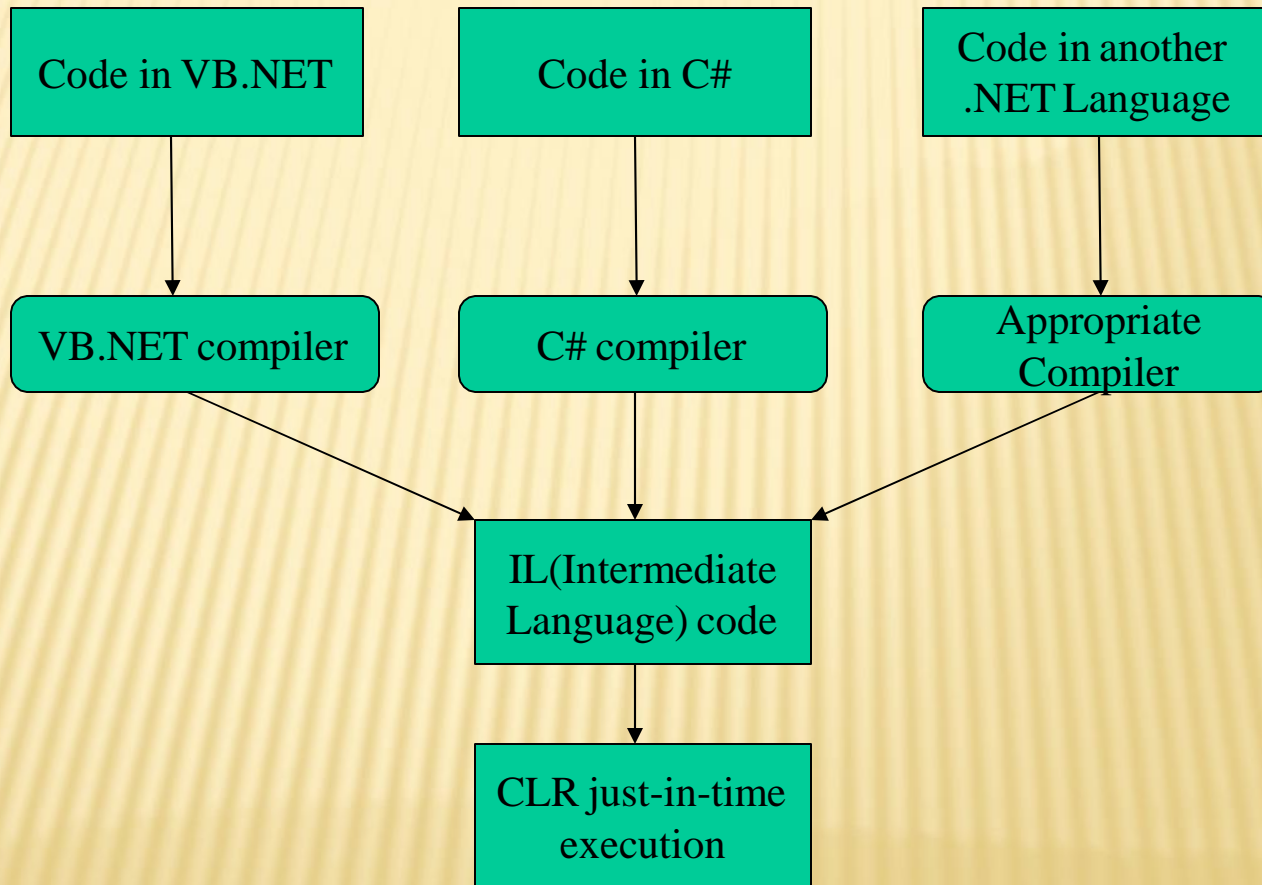 Code in VB.NET
Code in C#
Code in another
.NET Language
VB.NET compiler
C# compiler
Appropriate
Compiler
IL(Intermediate
Language) code
CLR just-in-time
execution